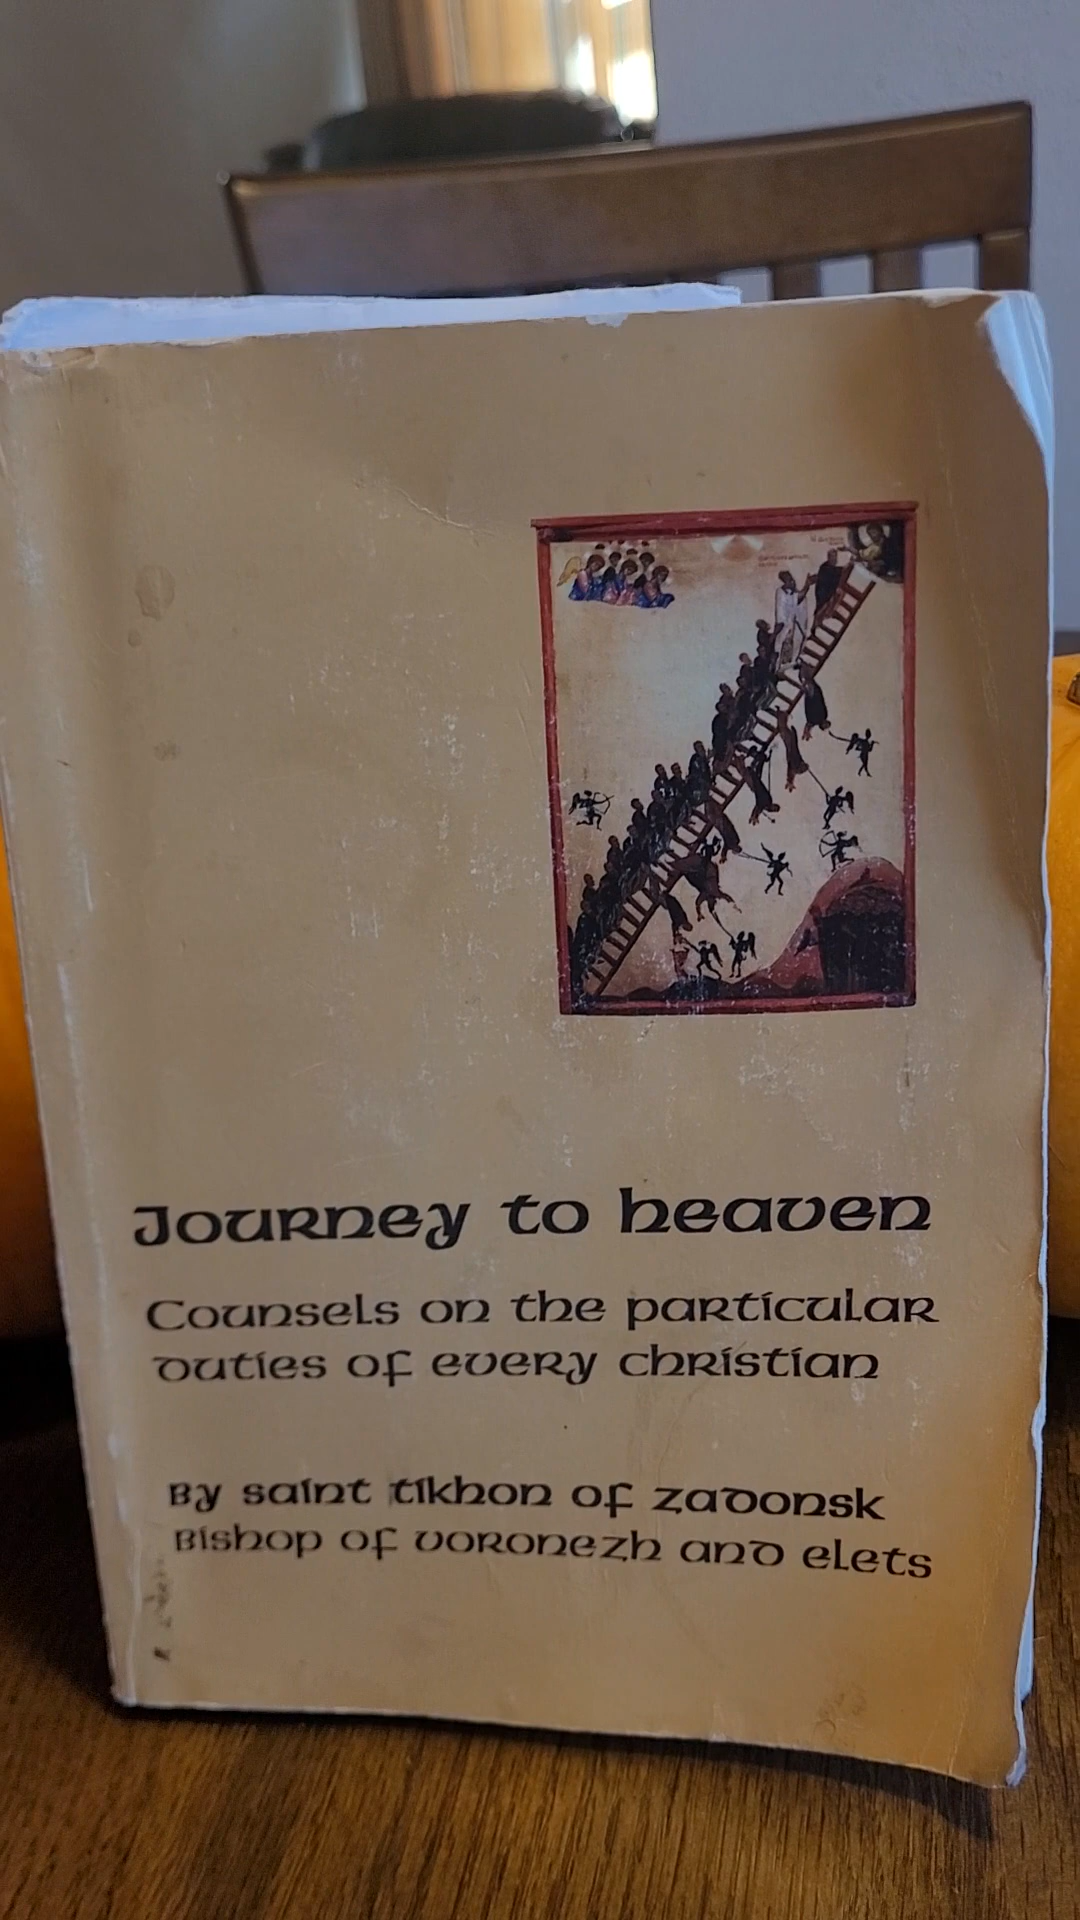 Journey to heaven
Counsels on the particular
duties of every christian
By saint tikhon of zadonsk
Bishop of voronezh and elets